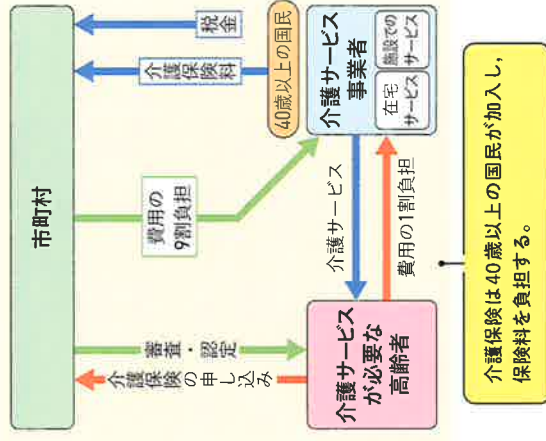 市町村
介護保険の申し込み
審査・認定
費用の
9割負担
介護保険料
税金
40歳以上の国民
介護サービス
が必要な
高齢者
介護サービス
費用の1割負担
介護サービス
事業者
在宅
サービス
施設での
サービス
介護保険は40歳以上の国民が加入し，
保険料を負担する。